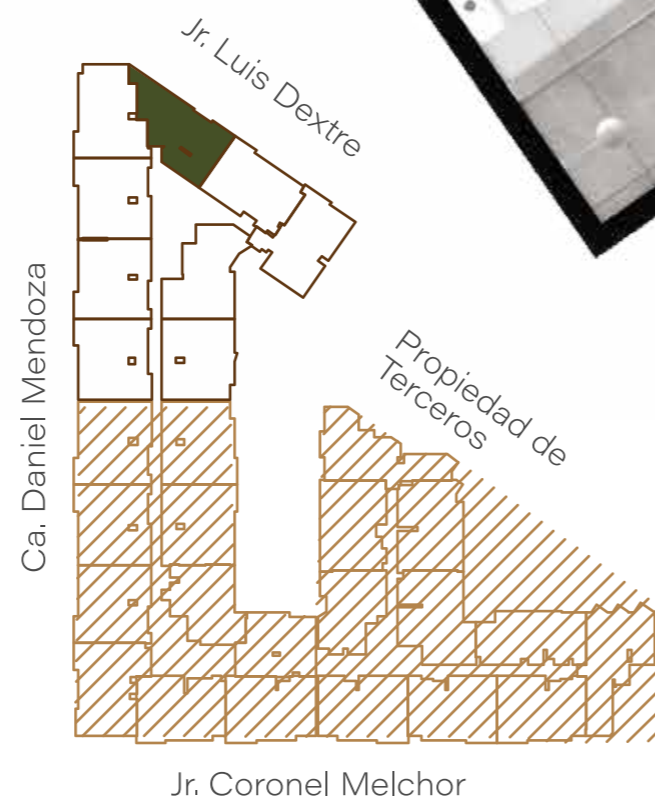 Jr. Luis Dextre
Ca. Daniel Mendoza
Propiedad de
Terceros
Jr. Coronel Melchor